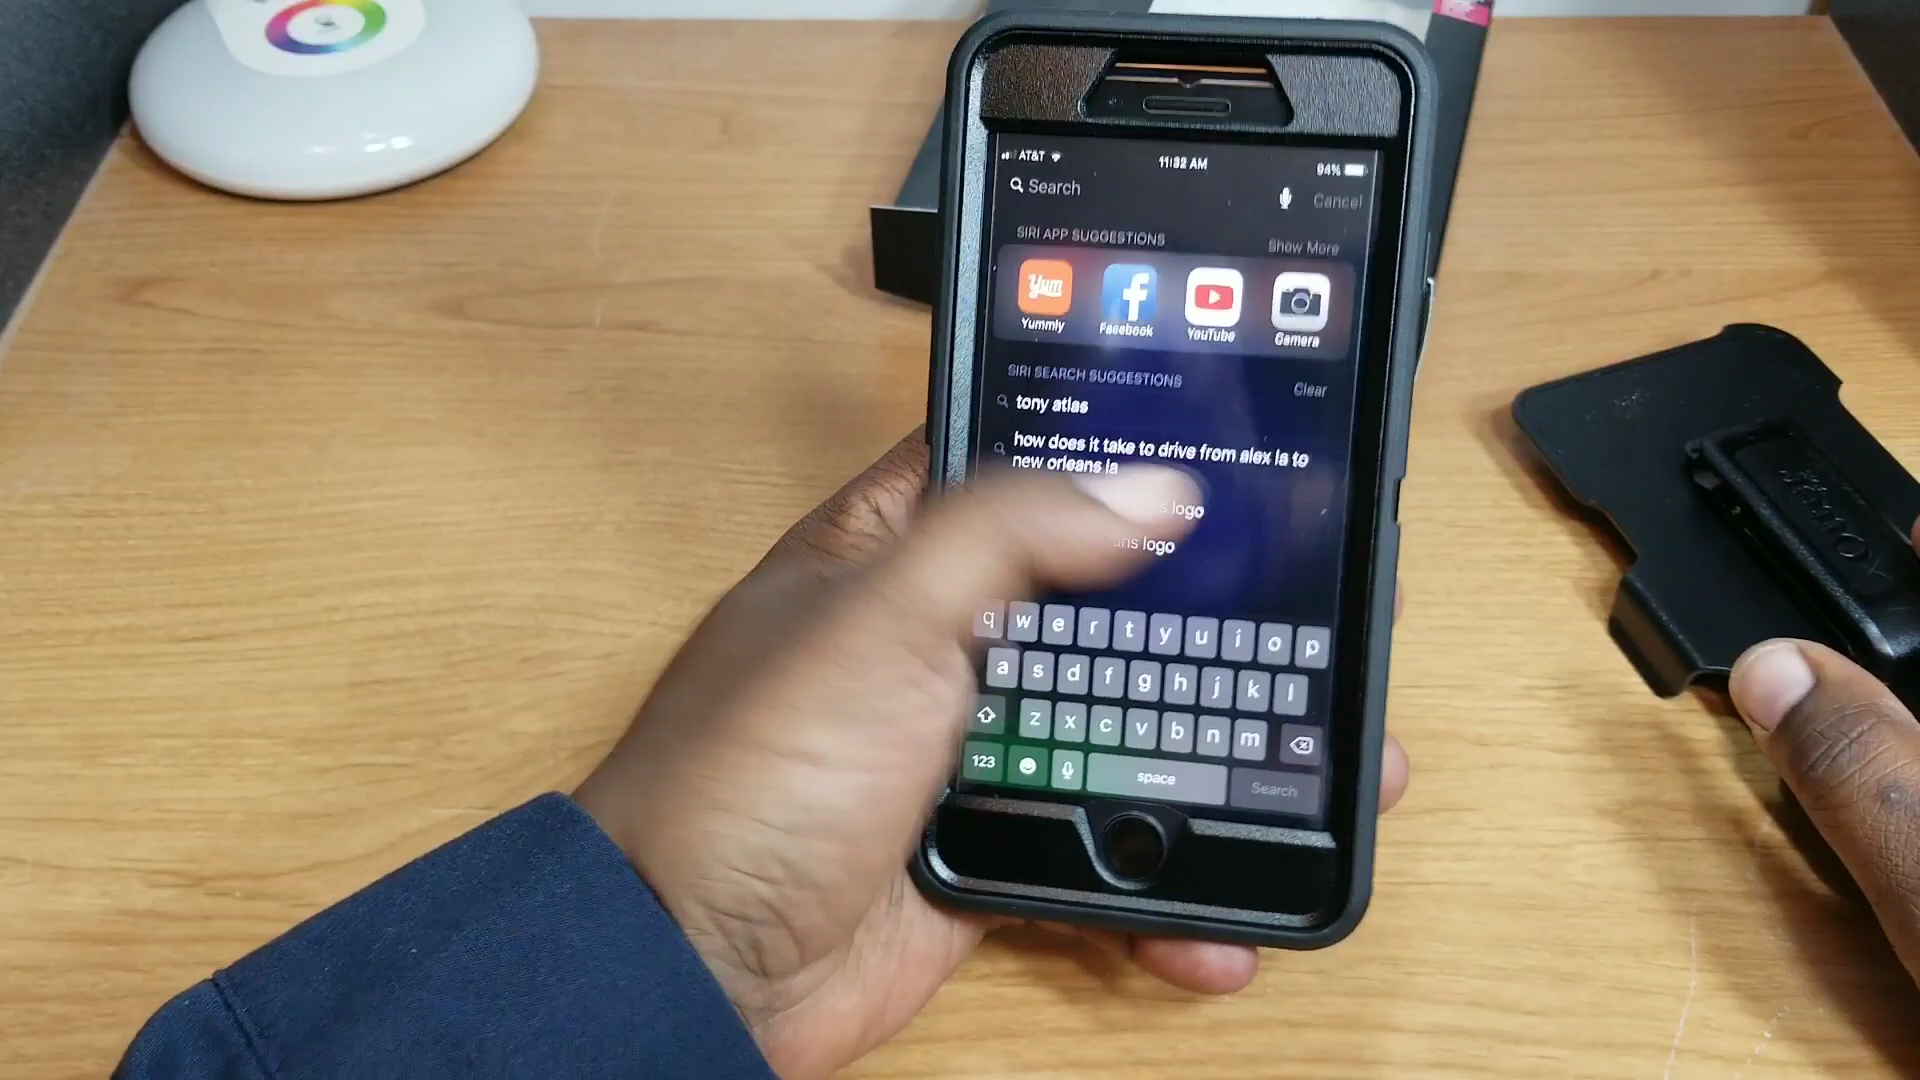 AT&T 11:32 AM 94%
Search Cancel
SIRI APP SUGGESTIONS Show More
Yum
Yummly Facebook YouTube Camera
SIRI SEARCH SUGGESTIONS Clear
tony atlas
how does it take to drive from alex la to
new orleans la
s logo
ans logo
q w e r t y u i o p
a s d f g h j k l
z x c v b n m
123 space Search